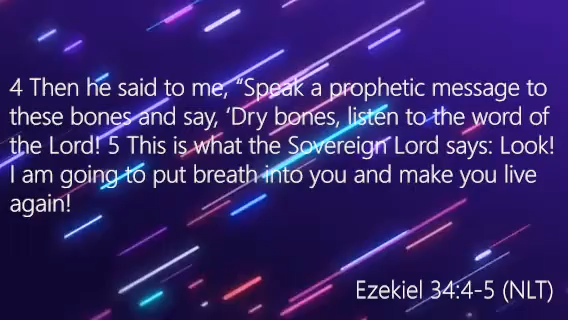 4 Then he said to me, “Speak a prophetic message to
these bones and say, ‘Dry bones, listen to the word of
the Lord! 5 This is what the Sovereign Lord says: Look!
I am going to put breath into you and make you live
again!
Ezekiel 34:4-5 (NLT)